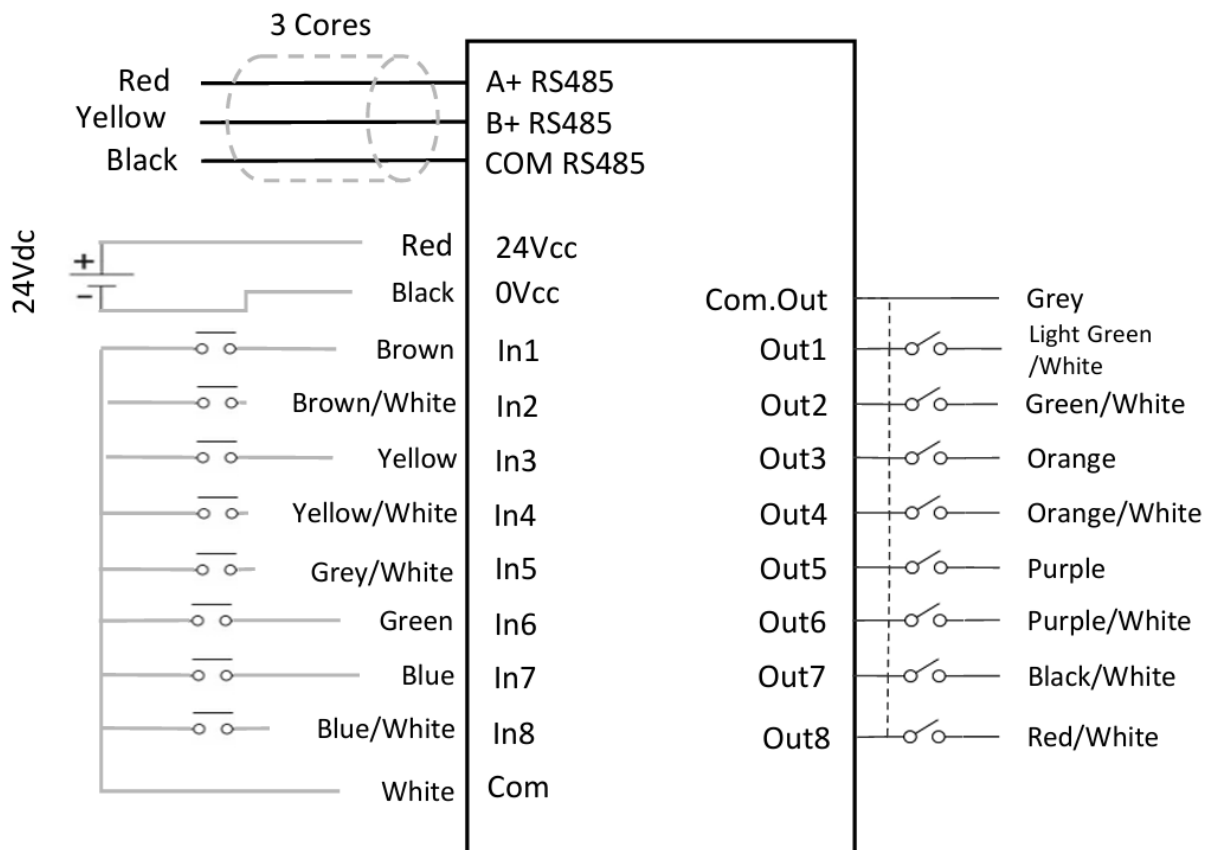 3 Cores
Red A+ RS485
Yellow B+ RS485
Black COM RS485
24Vdc
+
Red 24Vcc
−
Black 0Vcc
Com.Out Grey
Brown In1 Out1 Light Green
/White
Brown/White In2 Out2 Green/White
Yellow In3 Out3 Orange
Yellow/White In4 Out4 Orange/White
Grey/White In5 Out5 Purple
Green In6 Out6 Purple/White
Blue In7 Out7 Black/White
Blue/White In8 Out8 Red/White
White Com